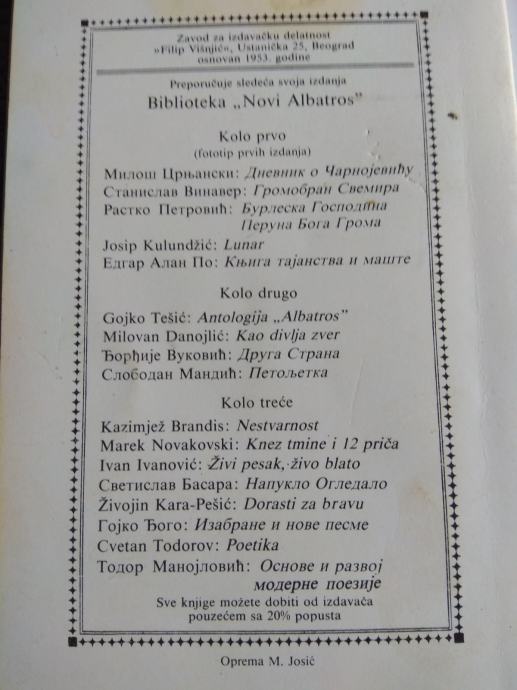 Zavod za izdavačku delatnost
»Filip Višnjić«, Ustanička 25, Beograd
osnovan 1953. godine
Preporučuje sledeća svoja izdanja
Biblioteka „Novi Albatros”
Kolo prvo
(fototip prvih izdanja)
Милош Црњански: Дневник о Чарнојевићу
Станислав Винавер: Громобран Свемира
Растко Петровић: Бурлеска Господина
Перуна Бога Грома
Josip Kulundžić: Lunar
Едгар Алан По: Књига тајанства и маште
Kolo drugo
Gojko Tešić: Antologija „Albatros”
Milovan Danojlić: Kao divlja zver
Ђорђије Вуковић: Друга Страна
Слободан Мандић: Петољетка
Kolo treće
Kazimjež Brandis: Nestvarnost
Marek Novakovski: Knez tmine i 12 priča
Ivan Ivanović: Živi pesak, živo blato
Светислав Басара: Напукло Огледало
Živojin Kara-Pešić: Dorasti za bravu
Гојко Ђого: Изабране и нове песме
Cvetan Todorov: Poetika
Тодор Манојловић: Основе и развој
модерне поезије
Sve knjige možete dobiti od izdavača
pouzećem sa 20% popusta
Oprema M. Josić